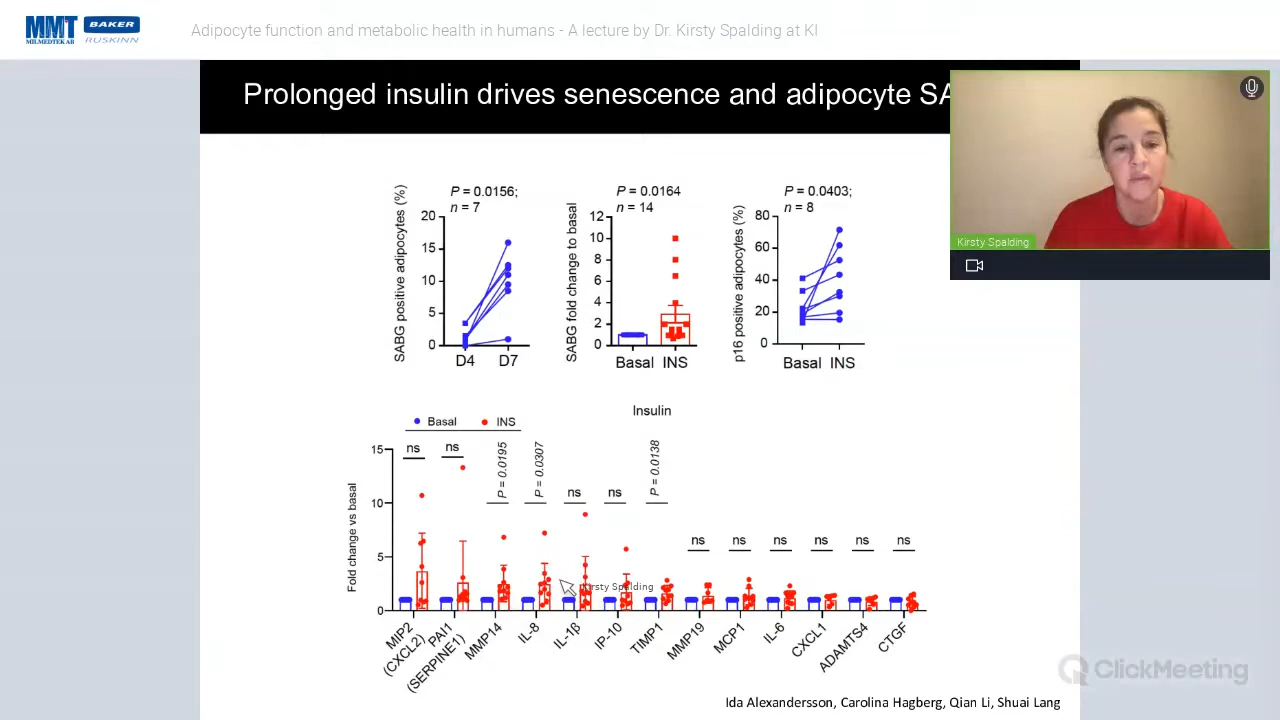 MMT
MILMEDTEK AB
BAKER
RUSKINN
Adipocyte function and metabolic health in humans - A lecture by Dr. Kirsty Spalding at KI
Prolonged insulin drives senescence and adipocyte SA
Kirsty Spalding
SABG positive adipocytes (%)
P = 0.0156;
n = 7
20
15
10
5
0
D4 D7
SABG fold change to basal
P = 0.0164
n = 14
12
10
8
6
4
2
0
Basal INS
p16 positive adipocytes (%)
P = 0.0403;
n = 8
80
60
40
20
0
Basal INS
Insulin
Basal INS
Fold change vs basal
15
10
5
0
ns
ns
P = 0.0195
P = 0.0307
ns
ns
P = 0.0138
ns
ns
ns
ns
ns
ns
Kirsty Spalding
MIP2
(CXCL2)
PAI1
(SERPINE1)
MMP14
IL-8
IL-1β
IP-10
TIMP1
MMP19
MCP1
IL-6
CXCL1
ADAMTS4
CTGF
ClickMeeting
Ida Alexandersson, Carolina Hagberg, Qian Li, Shuai Lang